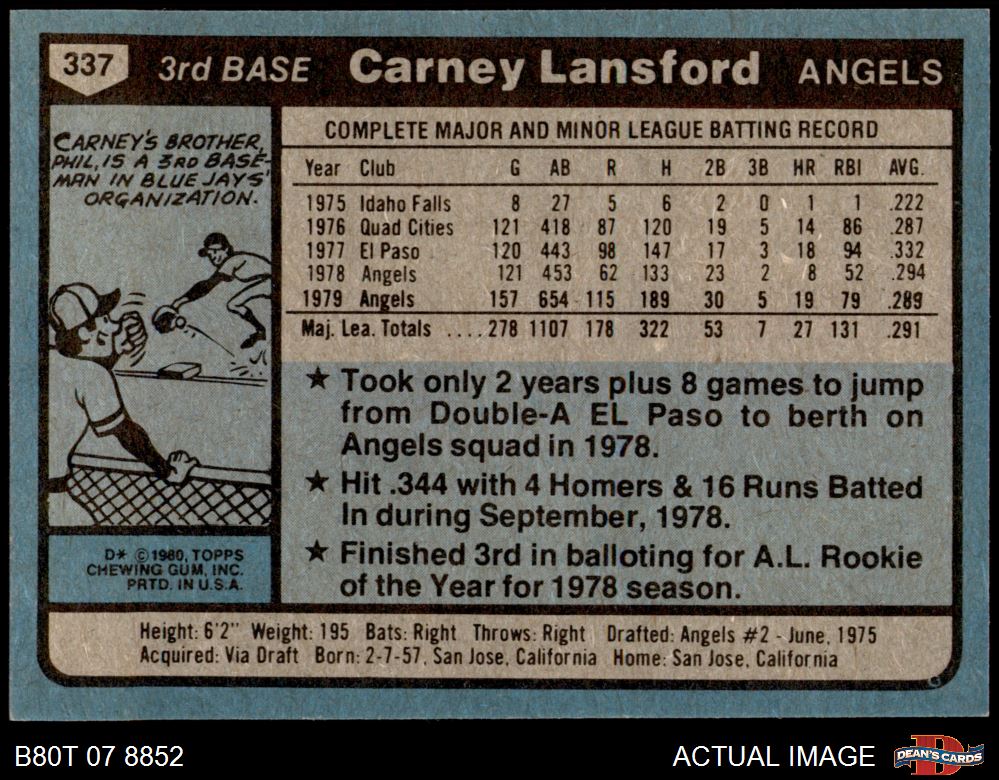 337 3rd BASE Carney Lansford ANGELS
CARNEY'S BROTHER,
PHIL, IS A 3RD BASE-
MAN IN BLUE JAYS'
ORGANIZATION.
COMPLETE MAJOR AND MINOR LEAGUE BATTING RECORD
Year Club G AB R H 2B 3B HR RBI AVG.
1975 Idaho Falls 8 27 5 6 2 0 1 1 .222
1976 Quad Cities 121 418 87 120 19 5 14 86 .287
1977 El Paso 120 443 98 147 17 3 18 94 .332
1978 Angels 121 453 62 133 23 2 8 52 .294
1979 Angels 157 654 115 189 30 5 19 79 .289
Maj. Lea. Totals ....278 1107 178 322 53 7 27 131 .291
★ Took only 2 years plus 8 games to jump
from Double-A EL Paso to berth on
Angels squad in 1978.
★ Hit .344 with 4 Homers & 16 Runs Batted
In during September, 1978.
★ Finished 3rd in balloting for A.L. Rookie
of the Year for 1978 season.
D* © 1980, TOPPS
CHEWING GUM, INC.
PRTD. IN U.S.A.
Height: 6'2" Weight: 195 Bats: Right Throws: Right Drafted: Angels #2 - June, 1975
Acquired: Via Draft Born: 2-7-57, San Jose, California Home: San Jose, California
B80T 07 8852 ACTUAL IMAGE DEAN'S CARDS